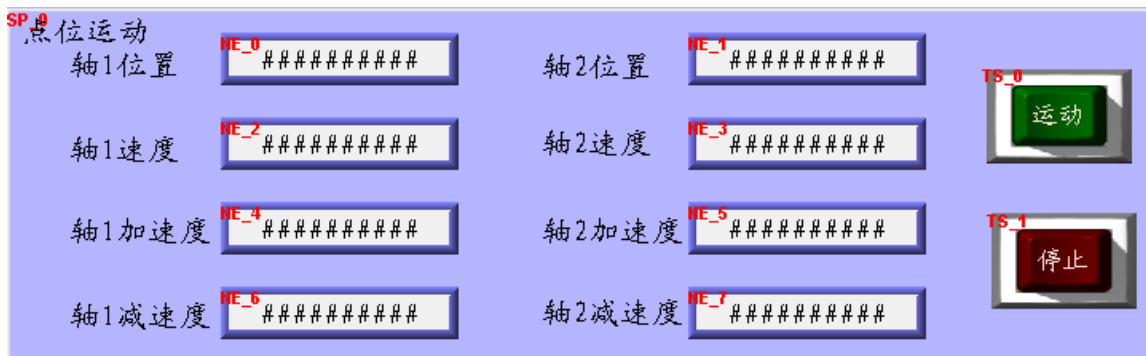 SP_0
点位运动
轴1位置 NE_0 ########## 轴2位置 NE_1 ##########
TS_0 运动
轴1速度 NE_2 ########## 轴2速度 NE_3 ##########
轴1加速度 NE_4 ########## 轴2加速度 NE_5 ##########
TS_1 停止
轴1减速度 NE_6 ########## 轴2减速度 NE_7 ##########